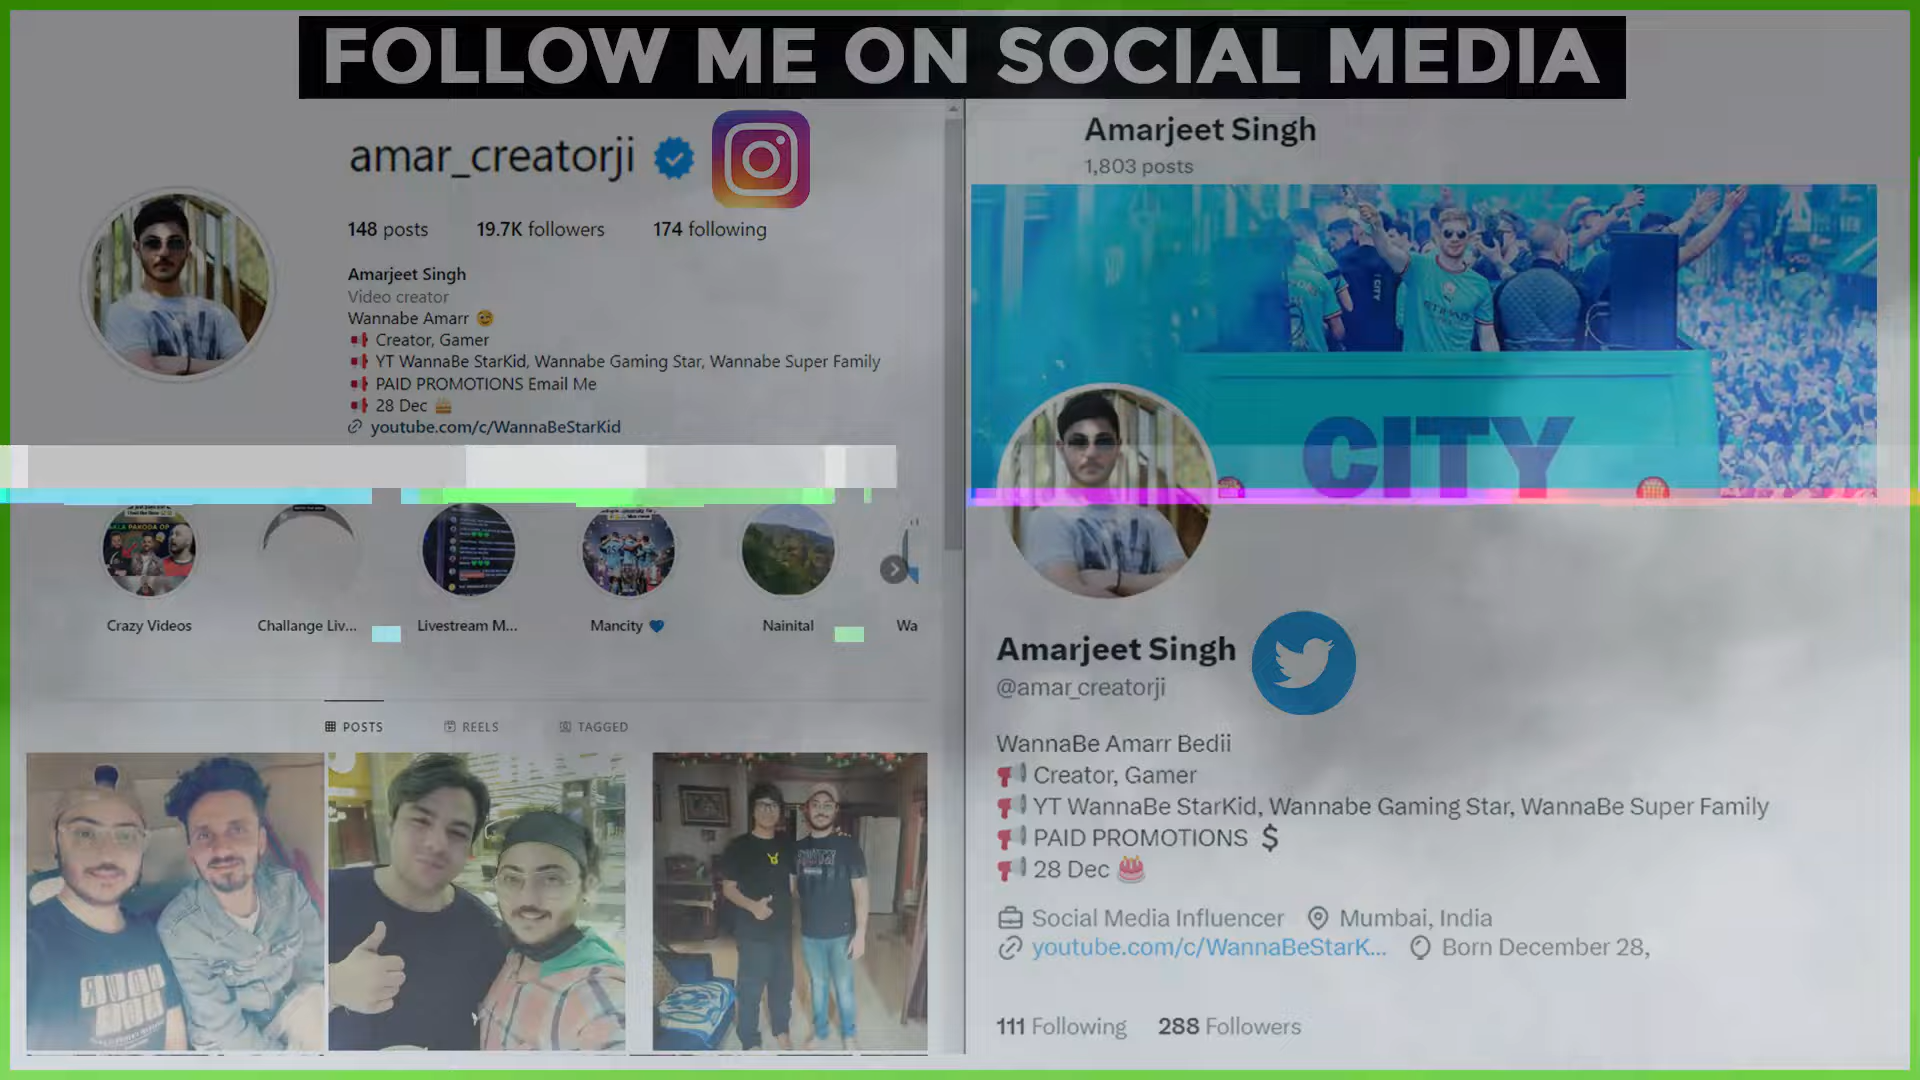 FOLLOW ME ON SOCIAL MEDIA
amar_creatorji
148 posts 19.7K followers 174 following
Amarjeet Singh
Video creator
Wannabe Amarr
Creator, Gamer
YT WannaBe StarKid, Wannabe Gaming Star, Wannabe Super Family
PAID PROMOTIONS Email Me
28 Dec
youtube.com/c/WannaBeStarKid
Crazy Videos
Challange Liv...
Livestream M...
Mancity
Nainital
Wa
POSTS REELS TAGGED
Amarjeet Singh
1,803 posts
CITY
Amarjeet Singh
@amar_creatorji
WannaBe Amarr Bedii
Creator, Gamer
YT WannaBe StarKid, Wannabe Gaming Star, WannaBe Super Family
PAID PROMOTIONS $
28 Dec
Social Media Influencer Mumbai, India
youtube.com/c/WannaBeStarK... Born December 28,
111 Following 288 Followers